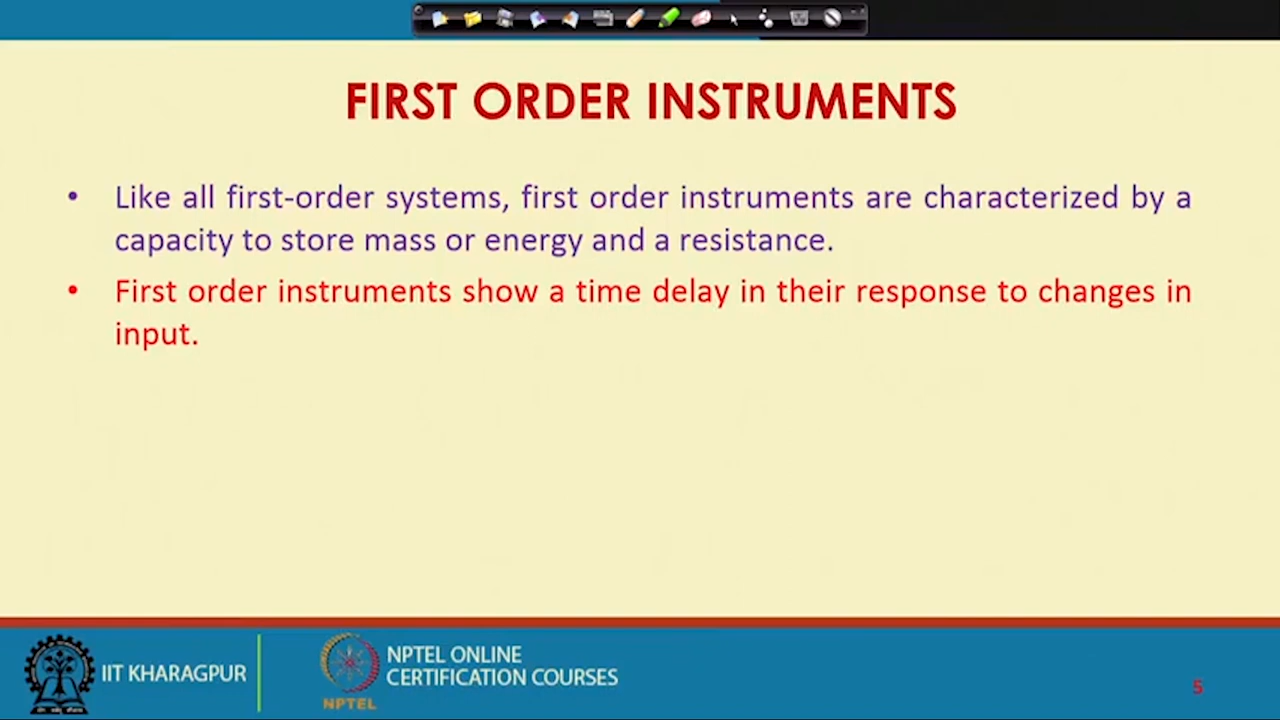 FIRST ORDER INSTRUMENTS
• Like all first-order systems, first order instruments are characterized by a
capacity to store mass or energy and a resistance.
• First order instruments show a time delay in their response to changes in
input.
IIT KHARAGPUR
NPTEL ONLINE
CERTIFICATION COURSES
NPTEL
5